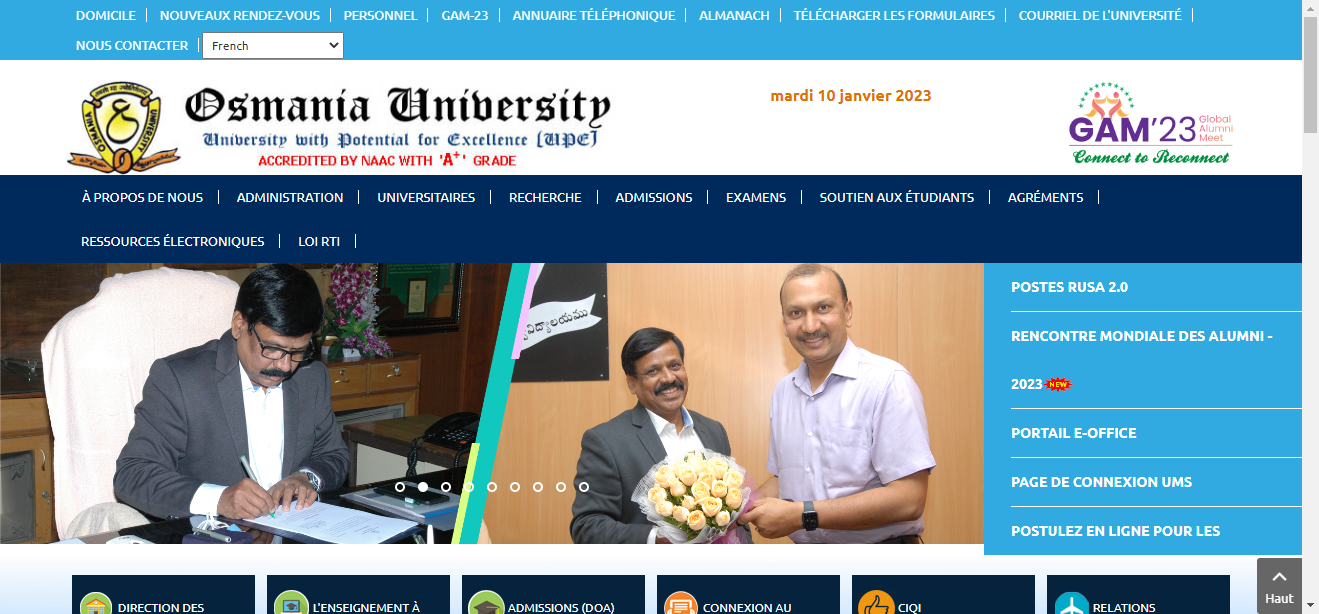 DOMICILE
NOUVEAUX RENDEZ-VOUS
PERSONNEL
GAM-23
ANNUAIRE TÉLÉPHONIQUE
ALMANACH
TÉLÉCHARGER LES FORMULAIRES
COURRIEL DE L'UNIVERSITÉ
NOUS CONTACTER
French
Osmania University
University with Potential for Excellence [UPE]
ACCREDITED BY NAAC WITH 'A+' GRADE
mardi 10 janvier 2023
GAM'23
Global
Alumni
Meet
Connect to Reconnect
À PROPOS DE NOUS
ADMINISTRATION
UNIVERSITAIRES
RECHERCHE
ADMISSIONS
EXAMENS
SOUTIEN AUX ÉTUDIANTS
AGRÉMENTS
RESSOURCES ÉLECTRONIQUES
LOI RTI
POSTES RUSA 2.0
RENCONTRE MONDIALE DES ALUMNI -
2023 NEW
PORTAIL E-OFFICE
PAGE DE CONNEXION UMS
POSTULEZ EN LIGNE POUR LES
DIRECTION DES
L'ENSEIGNEMENT À
ADMISSIONS (DOA)
CONNEXION AU
CIQI
RELATIONS
Haut